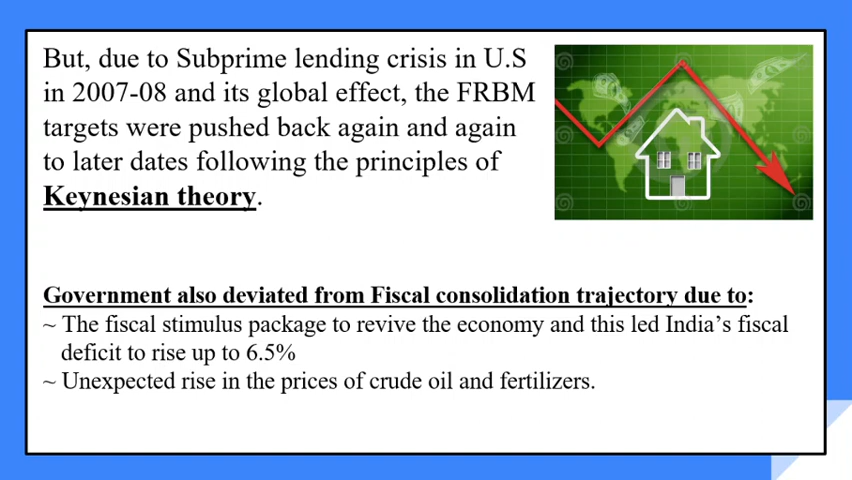 But, due to Subprime lending crisis in U.S
in 2007-08 and its global effect, the FRBM
targets were pushed back again and again
to later dates following the principles of
Keynesian theory.
Government also deviated from Fiscal consolidation trajectory due to:
~ The fiscal stimulus package to revive the economy and this led India’s fiscal
deficit to rise up to 6.5%
~ Unexpected rise in the prices of crude oil and fertilizers.